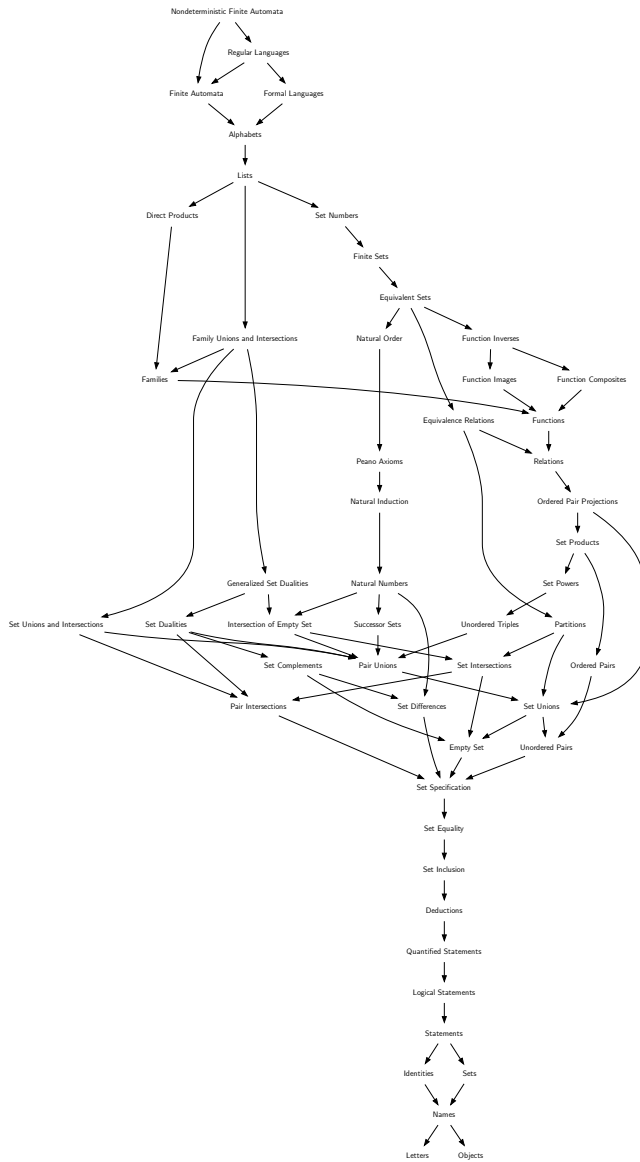 Nondeterministic Finite Automata
Regular Languages
Finite Automata
Formal Languages
Alphabets
Lists
Direct Products
Set Numbers
Finite Sets
Equivalent Sets
Family Unions and Intersections
Natural Order
Function Inverses
Families
Function Images
Function Composites
Equivalence Relations
Functions
Peano Axioms
Relations
Natural Induction
Ordered Pair Projections
Set Products
Generalized Set Dualities
Natural Numbers
Set Powers
Set Unions and Intersections
Set Dualities
Intersection of Empty Set
Successor Sets
Unordered Triples
Partitions
Set Complements
Pair Unions
Set Intersections
Ordered Pairs
Pair Intersections
Set Differences
Set Unions
Empty Set
Unordered Pairs
Set Specification
Set Equality
Set Inclusion
Deductions
Quantified Statements
Logical Statements
Statements
Identities
Sets
Names
Letters
Objects